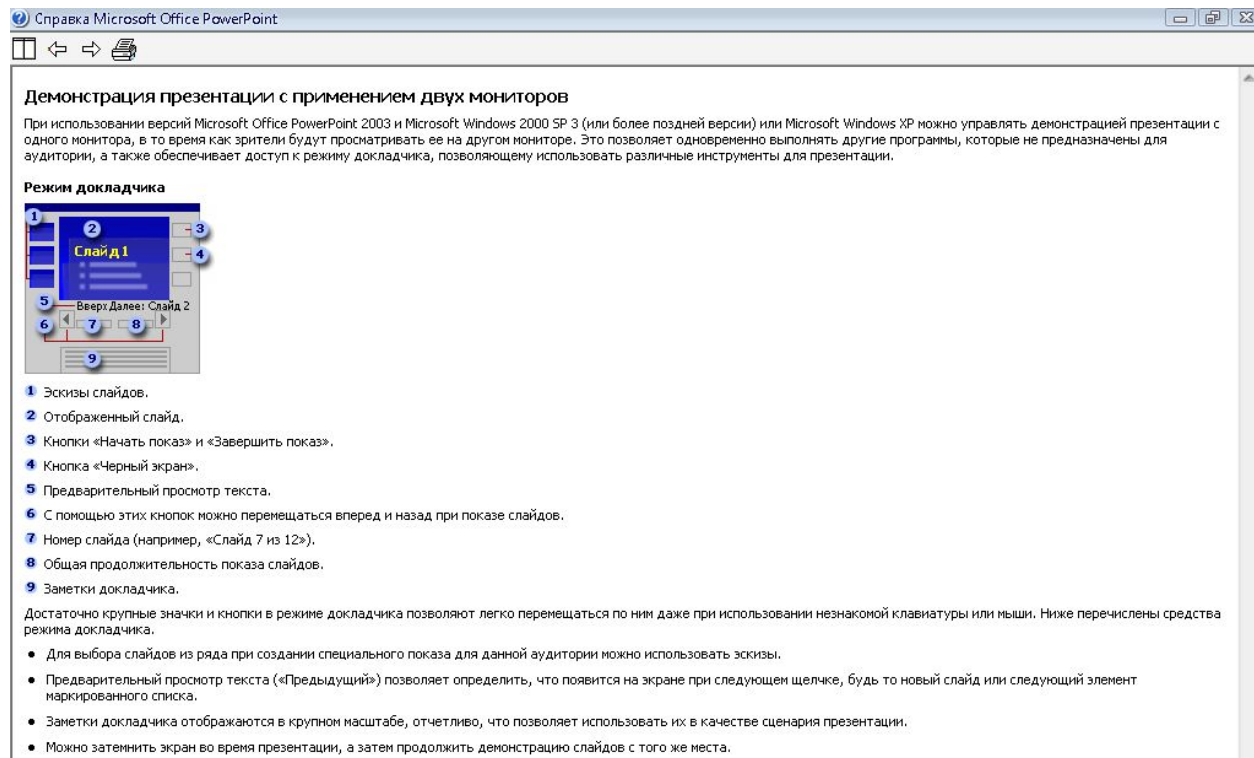 Справка Microsoft Office PowerPoint
Демонстрация презентации с применением двух мониторов
При использовании версий Microsoft Office PowerPoint 2003 и Microsoft Windows 2000 SP 3 (или более поздней версии) или Microsoft Windows XP можно управлять демонстрацией презентации с
одного монитора, в то время как зрители будут просматривать ее на другом мониторе. Это позволяет одновременно выполнять другие программы, которые не предназначены для
аудитории, а также обеспечивает доступ к режиму докладчика, позволяющему использовать различные инструменты для презентации.
Режим докладчика
1
2
3
Слайд 1
4
5 Вверх Далее: Слайд 2
6 7 8
9
1 Эскизы слайдов.
2 Отображенный слайд.
3 Кнопки «Начать показ» и «Завершить показ».
4 Кнопка «Черный экран».
5 Предварительный просмотр текста.
6 С помощью этих кнопок можно перемещаться вперед и назад при показе слайдов.
7 Номер слайда (например, «Слайд 7 из 12»).
8 Общая продолжительность показа слайдов.
9 Заметки докладчика.
Достаточно крупные значки и кнопки в режиме докладчика позволяют легко перемещаться по ним даже при использовании незнакомой клавиатуры или мыши. Ниже перечислены средства
режима докладчика.
• Для выбора слайдов из ряда при создании специального показа для данной аудитории можно использовать эскизы.
• Предварительный просмотр текста («Предыдущий») позволяет определить, что появится на экране при следующем щелчке, будь то новый слайд или следующий элемент
маркированного списка.
• Заметки докладчика отображаются в крупном масштабе, отчетливо, что позволяет использовать их в качестве сценария презентации.
• Можно затемнить экран во время презентации, а затем продолжить демонстрацию слайдов с того же места.